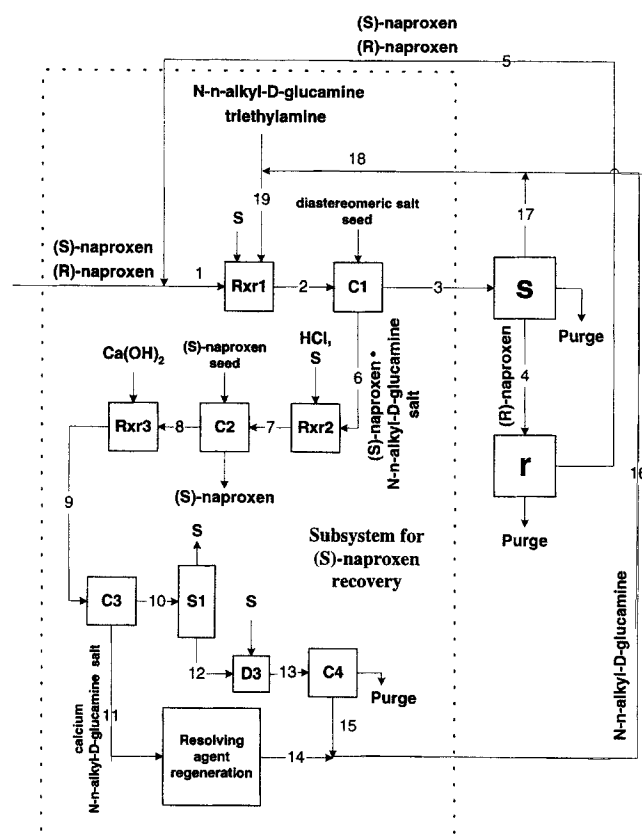 (S)-naproxen
(R)-naproxen
5
N-n-alkyl-D-glucamine
triethylamine
18
19
S
diastereomeric salt
seed
17
(S)-naproxen
(R)-naproxen
1
Rxr1
2
C1
3
S
Purge
HCl,
S
Ca(OH)2
(S)-naproxen
seed
6
(S)-naproxen •
N-n-alkyl-D-glucamine
salt
(R)-naproxen
4
Rxr3
8
C2
7
Rxr2
r
16
(S)-naproxen
9
Purge
S
Subsystem for
(S)-naproxen
recovery
C3
10
S1
S
12
D3
13
C4
Purge
N-n-alkyl-D-glucamine
calcium
N-n-alkyl-D-glucamine salt
11
15
Resolving
agent
regeneration
14